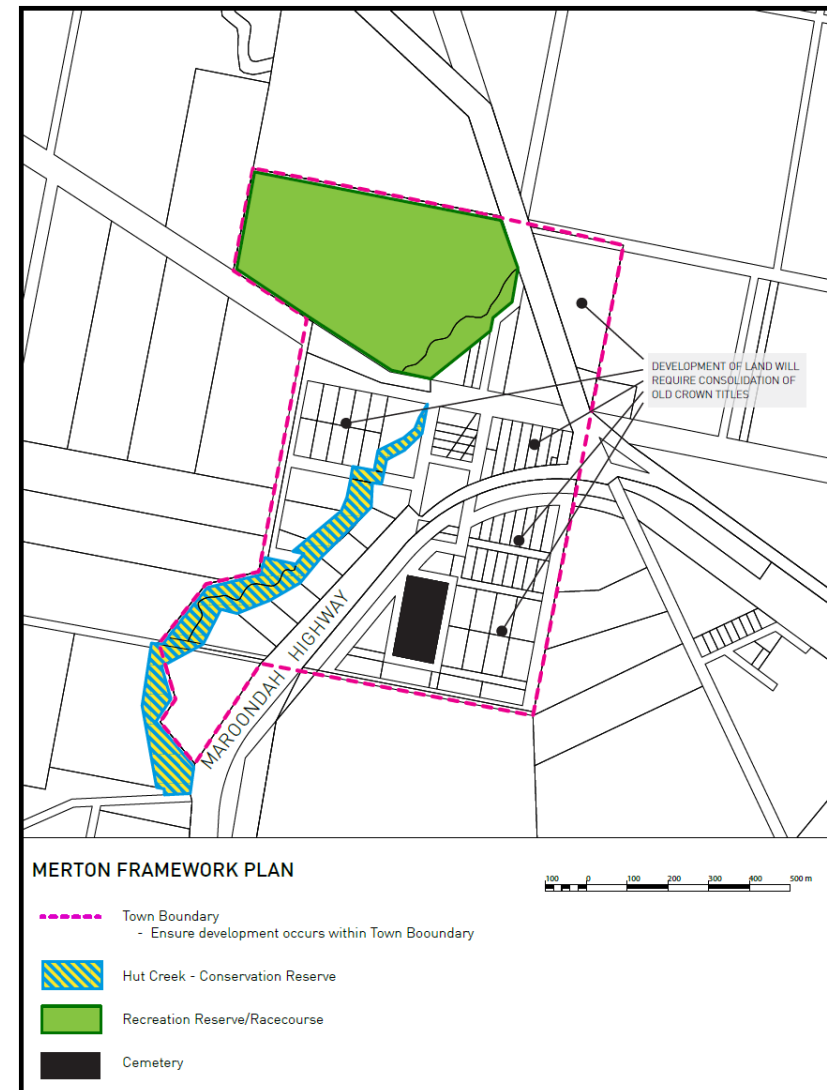 DEVELOPMENT OF LAND WILL
REQUIRE CONSOLIDATION OF
OLD CROWN TITLES
MAROONDAH HIGHWAY
MERTON FRAMEWORK PLAN
100 0 100 200 300 400 500 m
Town Boundary
- Ensure development occurs within Town Booundary
Hut Creek - Conservation Reserve
Recreation Reserve/Racecourse
Cemetery